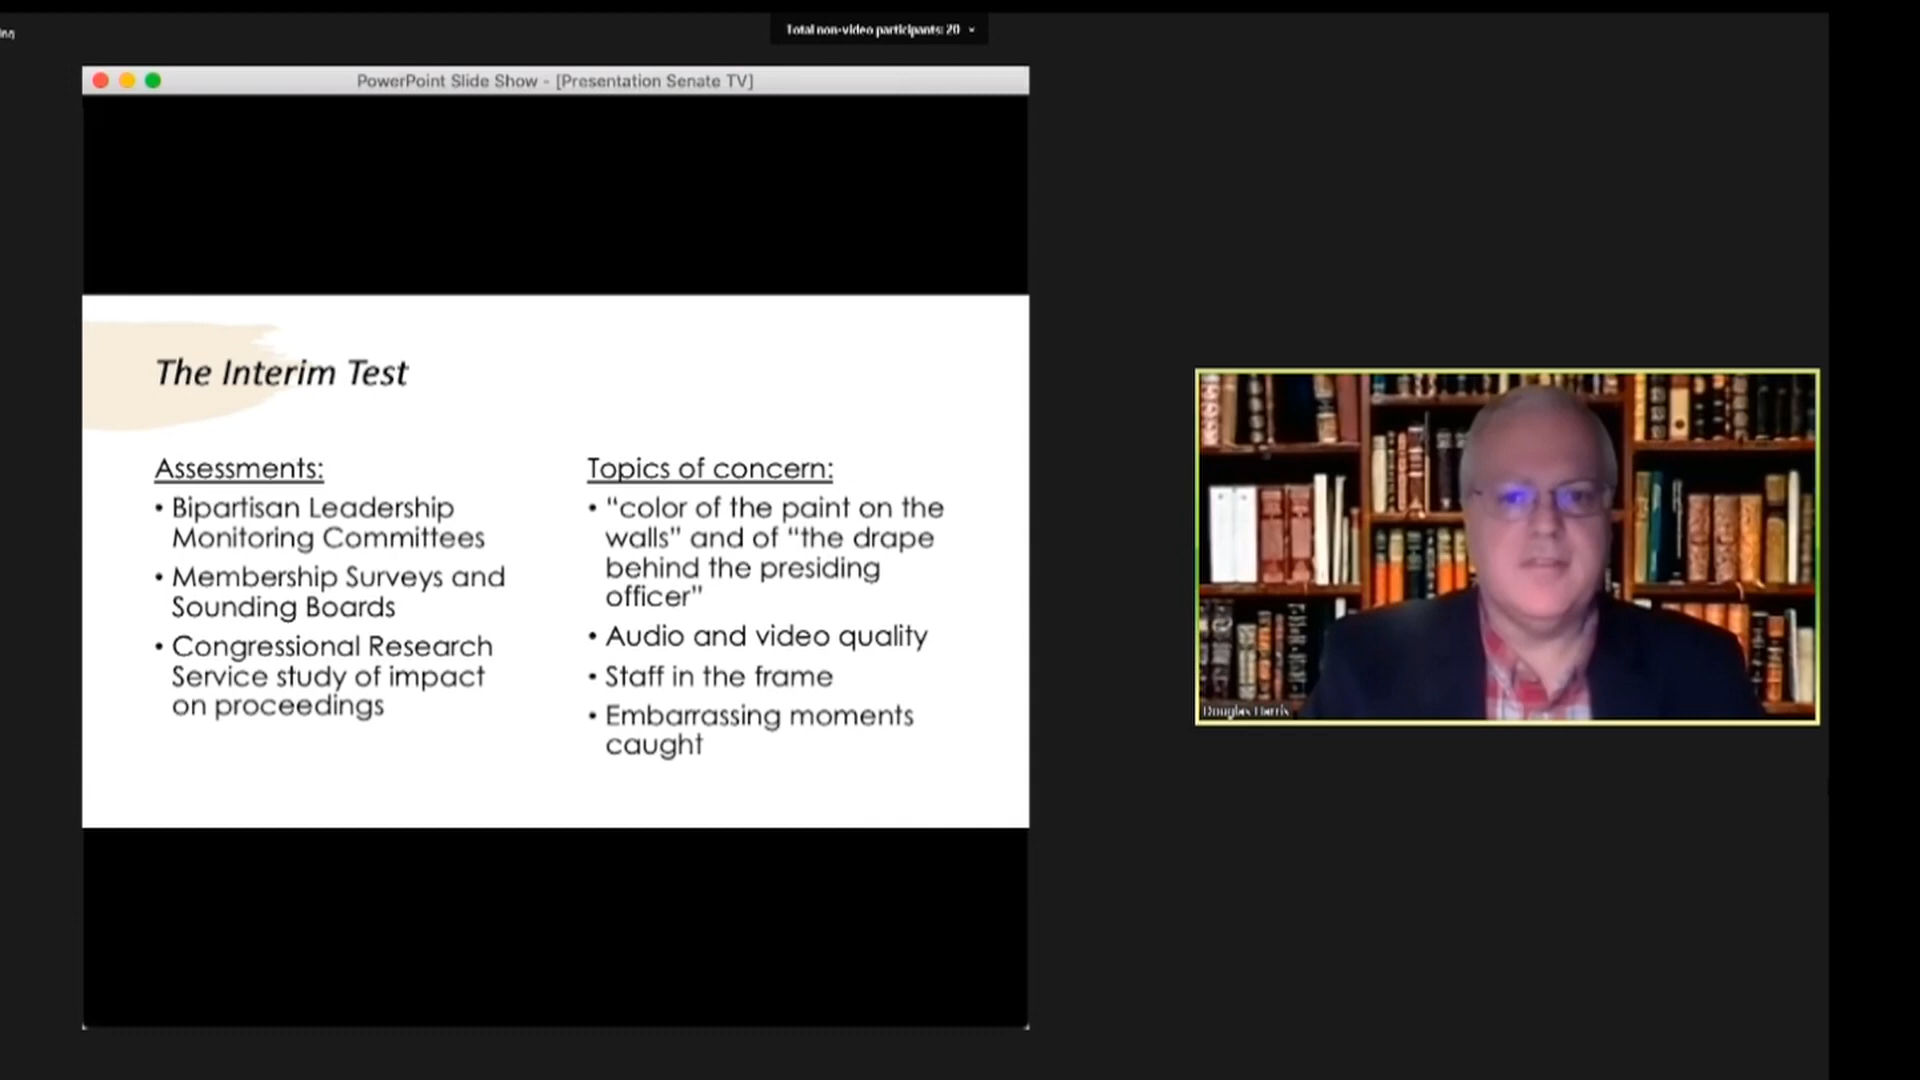 Total non-video participants: 20
PowerPoint Slide Show - [Presentation Senate TV]
The Interim Test
Assessments:
• Bipartisan Leadership
Monitoring Committees
• Membership Surveys and
Sounding Boards
• Congressional Research
Service study of impact
on proceedings
Topics of concern:
• “color of the paint on the
walls” and of “the drape
behind the presiding
officer”
• Audio and video quality
• Staff in the frame
• Embarrassing moments
caught
Douglas Harris